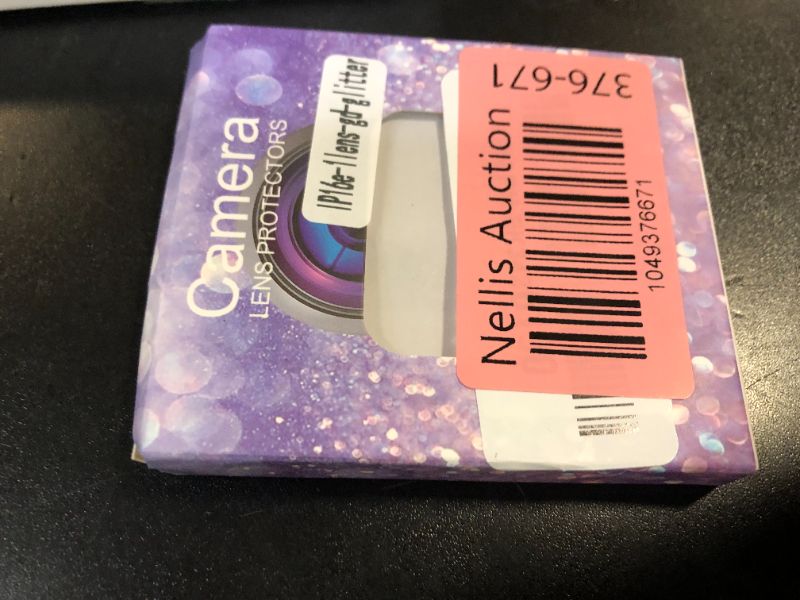 Camera
LENS PROTECTORS
IP16e-1lens-gd-glitter
Nellis Auction
1049376671
376-671